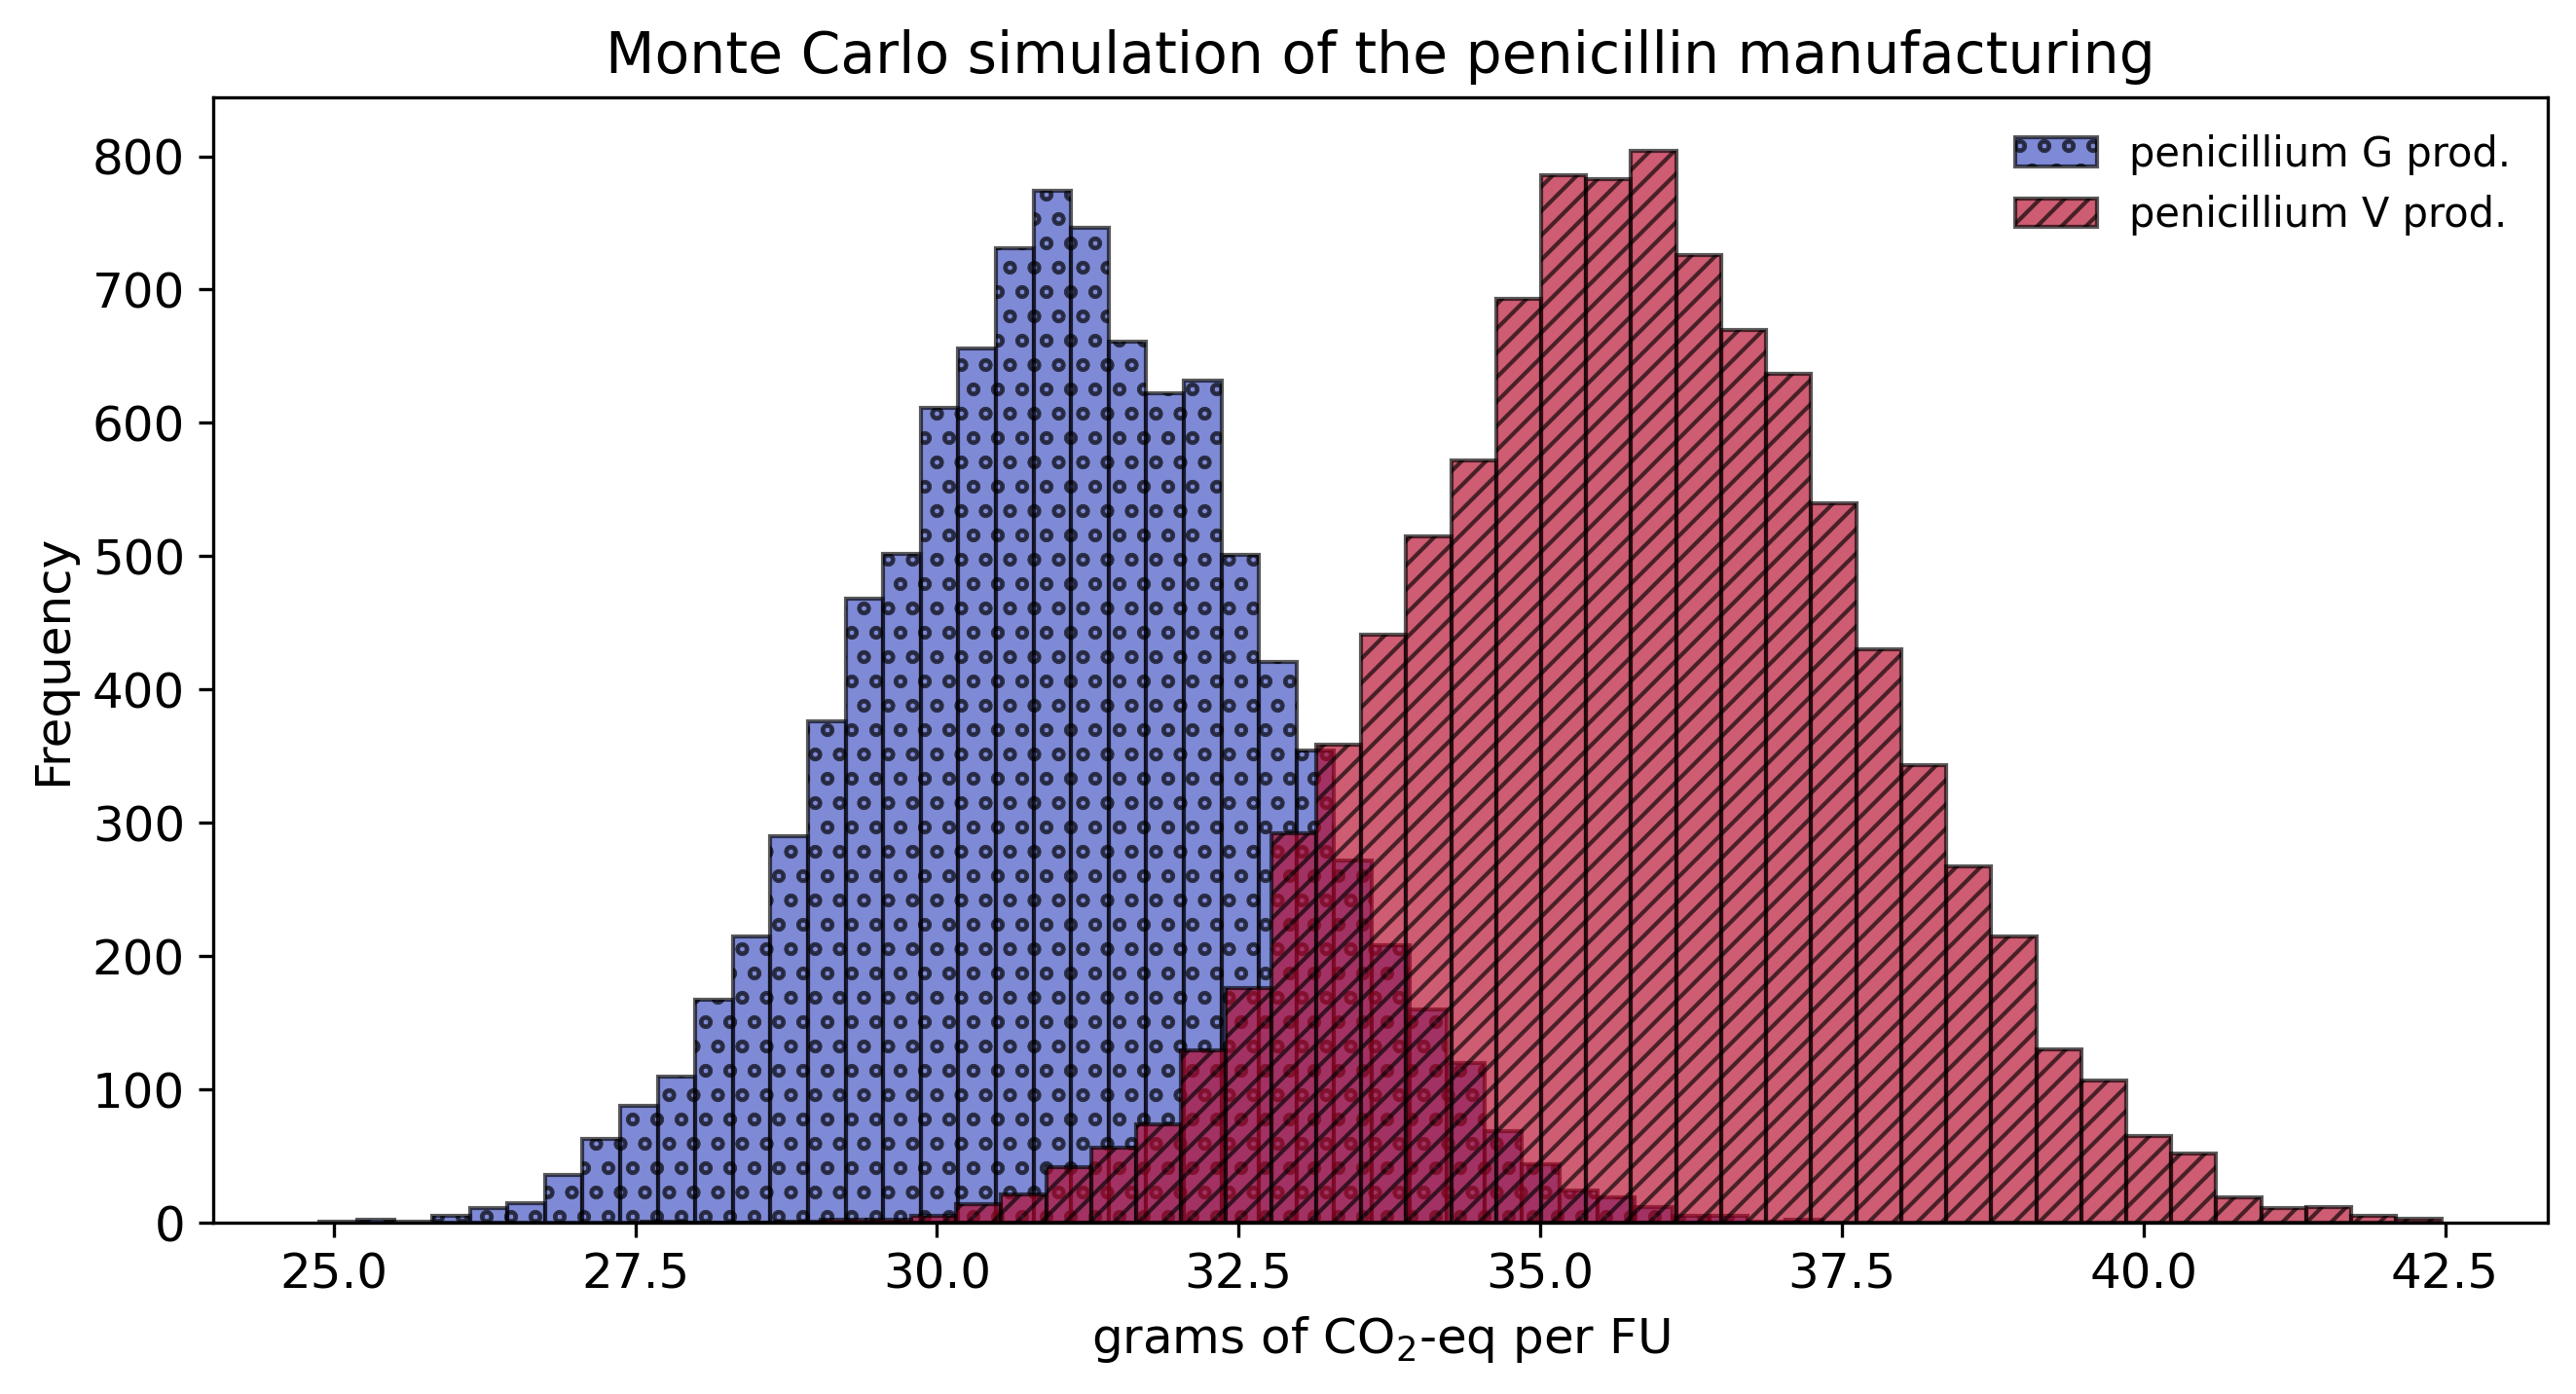 Monte Carlo simulation of the penicillin manufacturing
penicillium G prod.
penicillium V prod.
800
700
600
500
400
300
200
100
0
Frequency
25.0 27.5 30.0 32.5 35.0 37.5 40.0 42.5
grams of CO₂-eq per FU